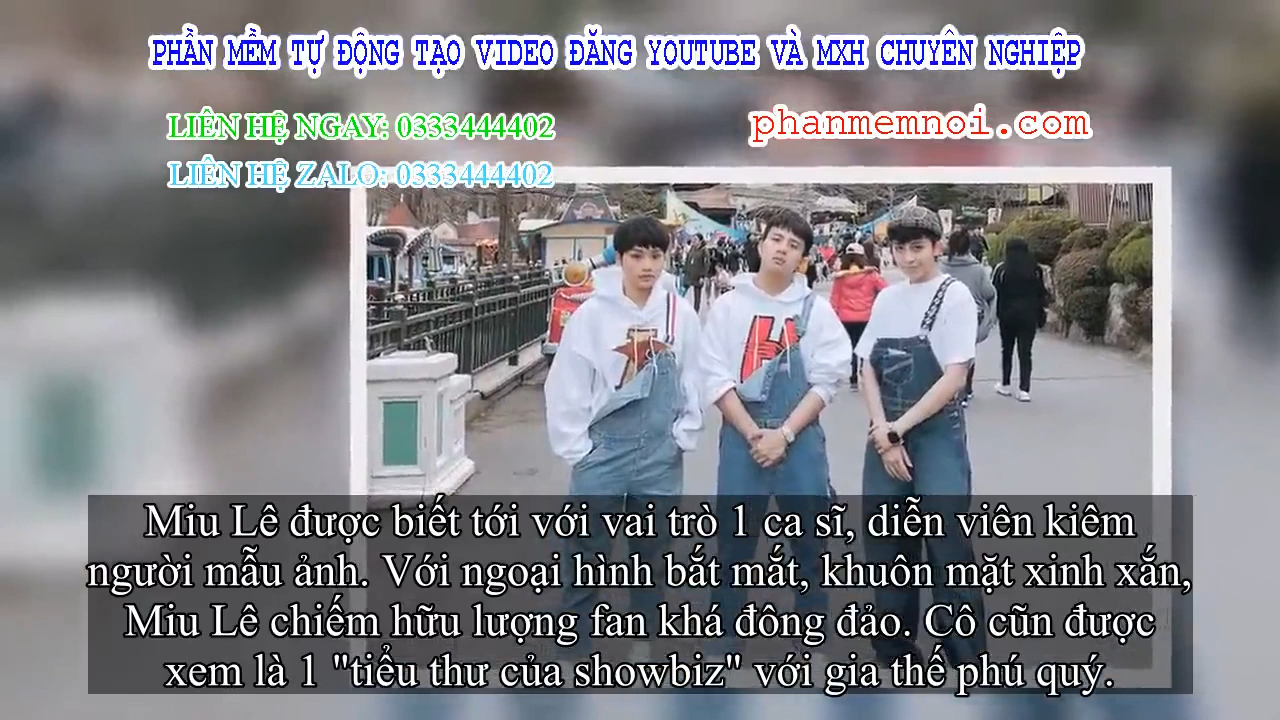 PHẦN MỀM TỰ ĐỘNG TẠO VIDEO ĐĂNG YOUTUBE VÀ MXH CHUYÊN NGHIỆP
LIÊN HỆ NGAY: 0333444402
phanmemnoi.com
LIÊN HỆ ZALO: 0333444402
H
Miu Lê được biết tới với vai trò 1 ca sĩ, diễn viên kiêm
người mẫu ảnh. Với ngoại hình bắt mắt, khuôn mặt xinh xắn,
Miu Lê chiếm hữu lượng fan khá đông đảo. Cô cũn được
xem là 1 "tiểu thư của showbiz" với gia thế phú quý.